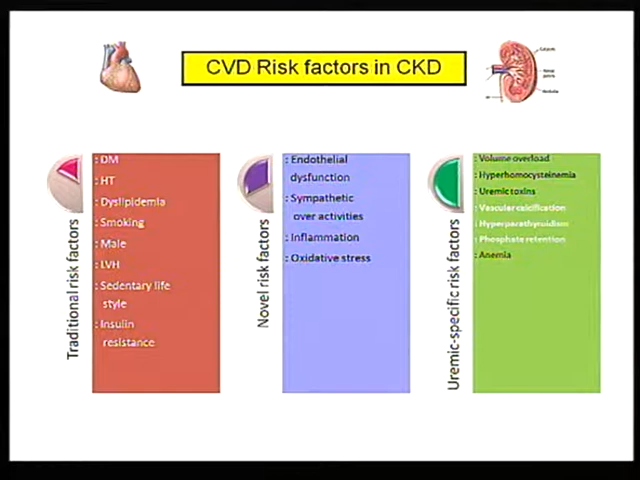 CVD Risk factors in CKD
Traditional risk factors
: DM
: HT
: Dyslipidemia
: Smoking
: Male
: LVH
: Sedentary life
style
: Insulin
resistance
Novel risk factors
: Endothelial
dysfunction
: Sympathetic
over activities
: Inflammation
: Oxidative stress
Uremic-specific risk factors
: Volume overload
: Hyperhomocysteinemia
: Uremic toxins
: Vascular calcification
: Hyperparathyroidism
: Phosphate retention
: Anemia